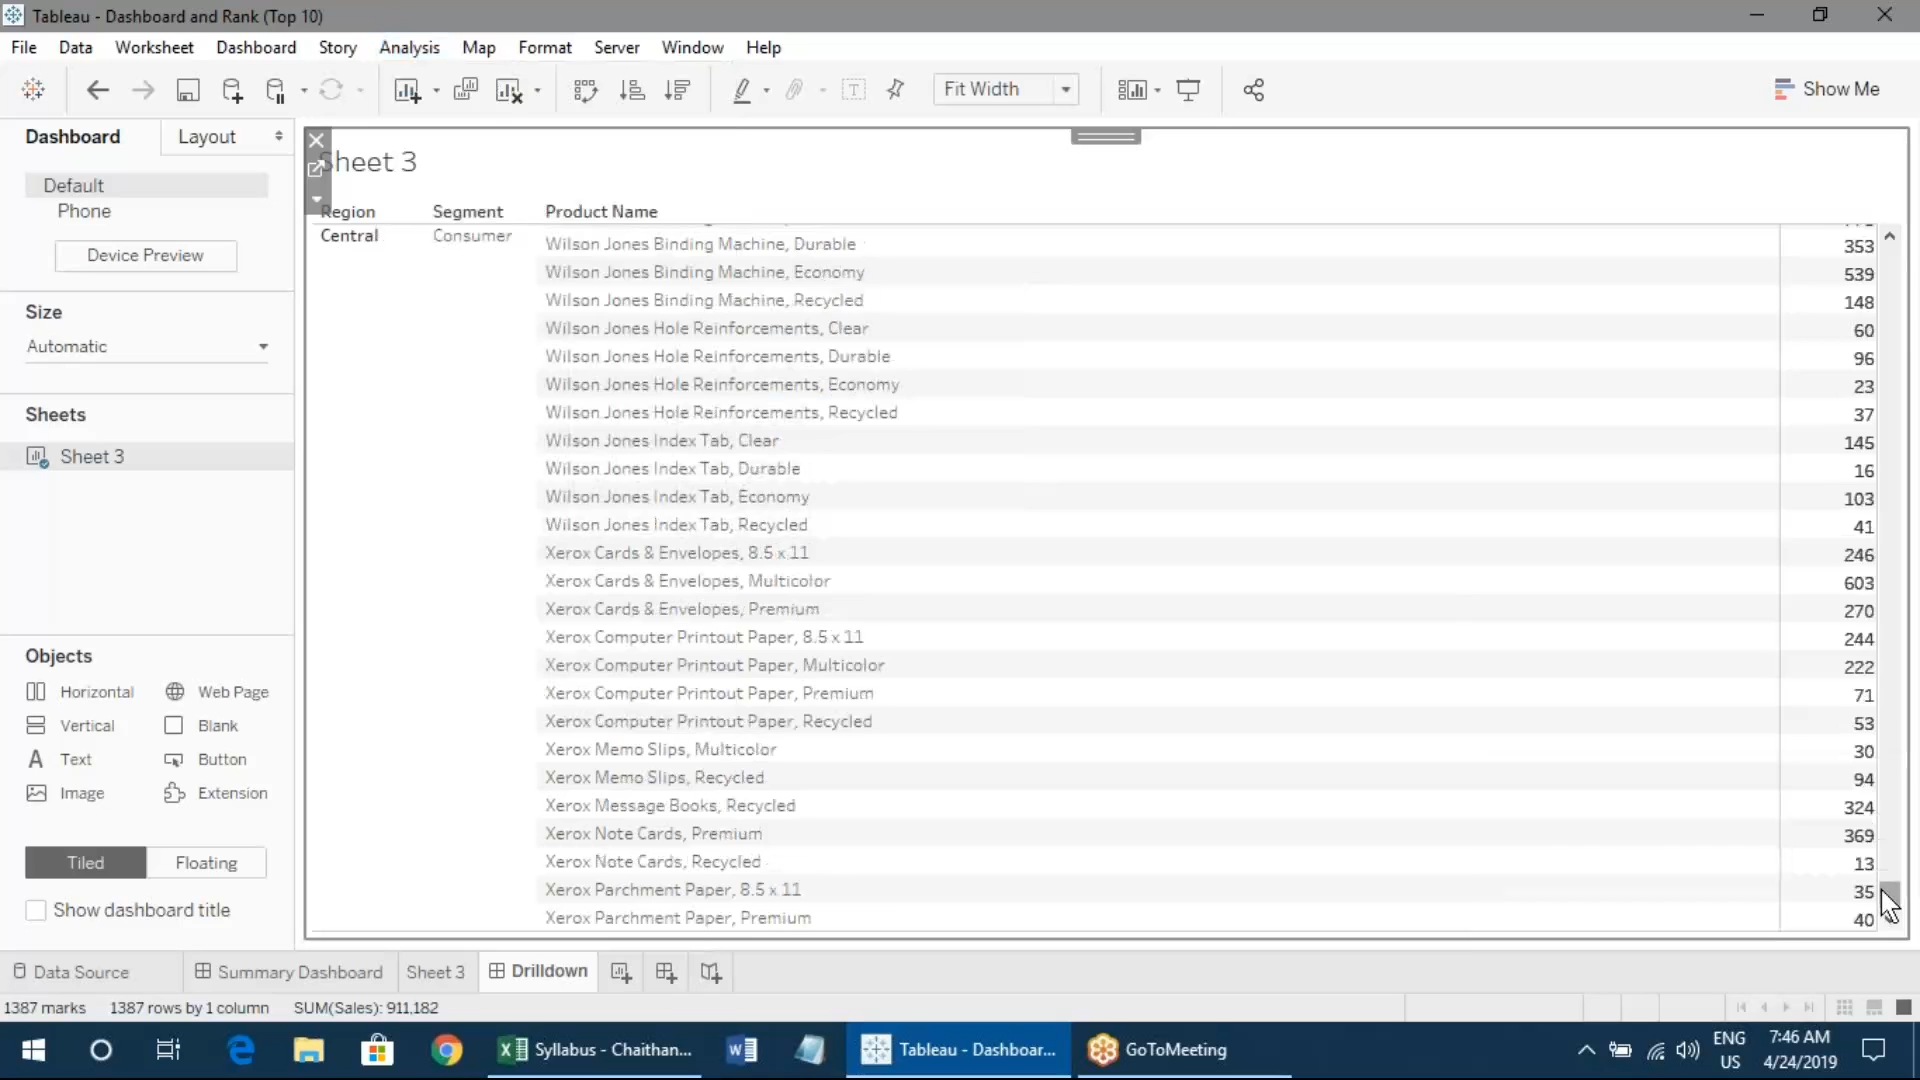 Tableau - Dashboard and Rank (Top 10)
File Data Worksheet Dashboard Story Analysis Map Format Server Window Help
Fit Width
Show Me
Dashboard Layout
Default
Phone
Device Preview
Size
Automatic
Sheets
Sheet 3
Objects
Horizontal Web Page
Vertical Blank
Text Button
Image Extension
Tiled Floating
Show dashboard title
Sheet 3
Region Segment Product Name
Central Consumer
Wilson Jones Binding Machine, Durable 353
Wilson Jones Binding Machine, Economy 539
Wilson Jones Binding Machine, Recycled 148
Wilson Jones Hole Reinforcements, Clear 60
Wilson Jones Hole Reinforcements, Durable 96
Wilson Jones Hole Reinforcements, Economy 23
Wilson Jones Hole Reinforcements, Recycled 37
Wilson Jones Index Tab, Clear 145
Wilson Jones Index Tab, Durable 16
Wilson Jones Index Tab, Economy 103
Wilson Jones Index Tab, Recycled 41
Xerox Cards & Envelopes, 8.5 x 11 246
Xerox Cards & Envelopes, Multicolor 603
Xerox Cards & Envelopes, Premium 270
Xerox Computer Printout Paper, 8.5 x 11 244
Xerox Computer Printout Paper, Multicolor 222
Xerox Computer Printout Paper, Premium 71
Xerox Computer Printout Paper, Recycled 53
Xerox Memo Slips, Multicolor 30
Xerox Memo Slips, Recycled 94
Xerox Message Books, Recycled 324
Xerox Note Cards, Premium 369
Xerox Note Cards, Recycled 13
Xerox Parchment Paper, 8.5 x 11 35
Xerox Parchment Paper, Premium 40
Data Source Summary Dashboard Sheet 3 Drilldown
1387 marks 1387 rows by 1 column SUM(Sales): 911,182
Syllabus - Chaithan... Tableau - Dashboar... GoToMeeting
ENG 7:46 AM
US 4/24/2019